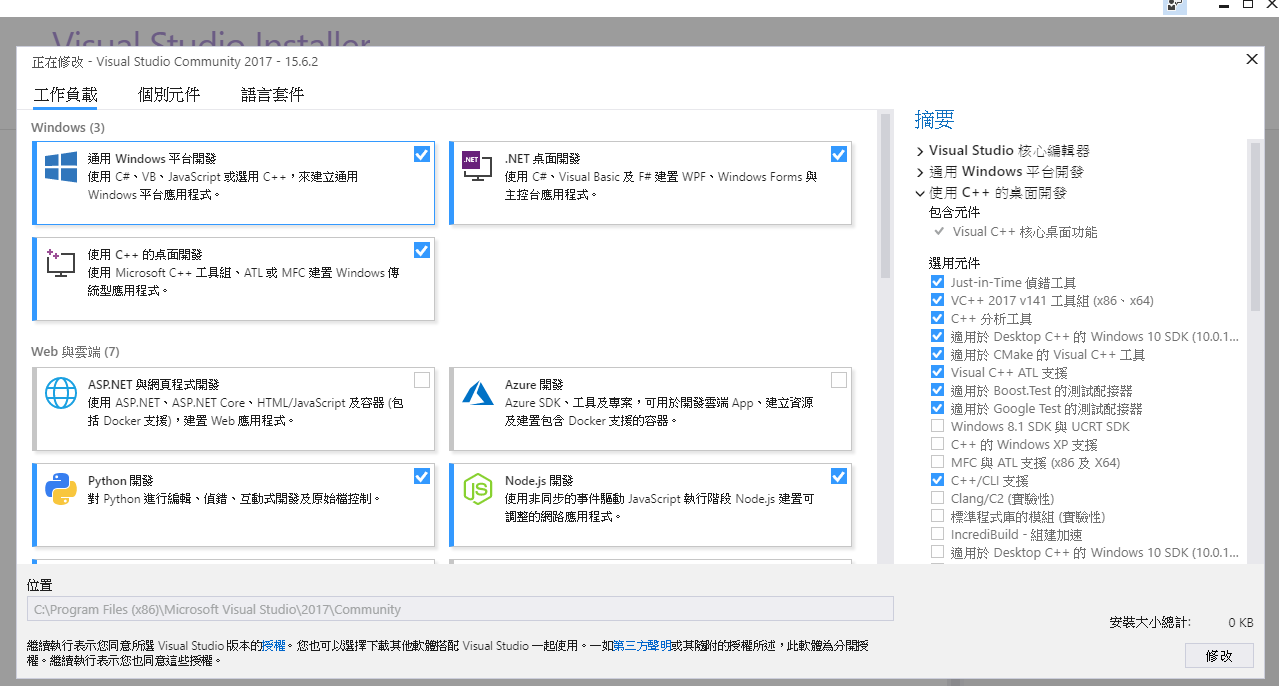 Visual Studio Installer
正在修改 - Visual Studio Community 2017 - 15.6.2
工作負載
個別元件
語言套件
Windows (3)
通用 Windows 平台開發
使用 C#、VB、JavaScript 或選用 C++，來建立通用
Windows 平台應用程式。
.NET
.NET 桌面開發
使用 C#、Visual Basic 及 F# 建置 WPF、Windows Forms 與
主控台應用程式。
使用 C++ 的桌面開發
使用 Microsoft C++ 工具組、ATL 或 MFC 建置 Windows 傳
統型應用程式。
Web 與雲端 (7)
ASP.NET 與網頁程式開發
使用 ASP.NET、ASP.NET Core、HTML/JavaScript 及容器 (包
括 Docker 支援)，建置 Web 應用程式。
Azure 開發
Azure SDK、工具及專案，可用於開發雲端 App、建立資源
及建置包含 Docker 支援的容器。
Python 開發
對 Python 進行編輯、偵錯、互動式開發及原始檔控制。
JS
Node.js 開發
使用非同步的事件驅動 JavaScript 執行階段 Node.js 建置可
調整的網路應用程式。
摘要
Visual Studio 核心編輯器
通用 Windows 平台開發
使用 C++ 的桌面開發
包含元件
Visual C++ 核心桌面功能
選用元件
Just-in-Time 偵錯工具
VC++ 2017 v141 工具組 (x86、x64)
C++ 分析工具
適用於 Desktop C++ 的 Windows 10 SDK (10.0.1...
適用於 CMake 的 Visual C++ 工具
Visual C++ ATL 支援
適用於 Boost.Test 的測試配接器
適用於 Google Test 的測試配接器
Windows 8.1 SDK 與 UCRT SDK
C++ 的 Windows XP 支援
MFC 與 ATL 支援 (x86 及 X64)
C++/CLI 支援
Clang/C2 (實驗性)
標準程式庫的模組 (實驗性)
IncrediBuild - 組建加速
適用於 Desktop C++ 的 Windows 10 SDK (10.0.1...
位置
C:\Program Files (x86)\Microsoft Visual Studio\2017\Community
繼續執行表示您同意所選 Visual Studio 版本的授權。您也可以選擇下載其他軟體搭配 Visual Studio 一起使用。一如第三方聲明或其隨附的授權所述，此軟體為分開授
權。繼續執行表示您也同意這些授權。
安裝大小總計: 0 KB
修改